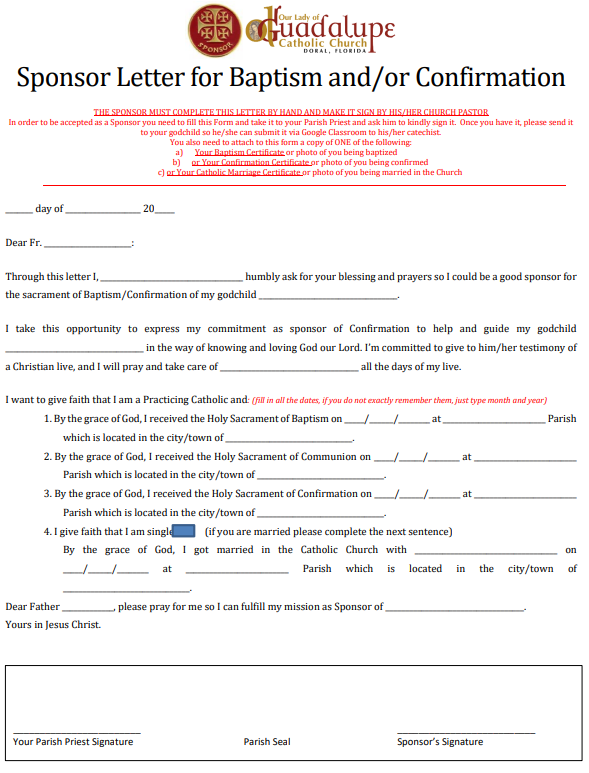 SPONSOR
Our Lady of
Guadalupe
Catholic Church
DORAL, FLORIDA
Sponsor Letter for Baptism and/or Confirmation
THE SPONSOR MUST COMPLETE THIS LETTER BY HAND AND MAKE IT SIGN BY HIS/HER CHURCH PASTOR
In order to be accepted as a Sponsor you need to fill this Form and take it to your Parish Priest and ask him to kindly sign it. Once you have it, please send it
to your godchild so he/she can submit it via Google Classroom to his/her catechist.
You also need to attach to this form a copy of ONE of the following:
a) Your Baptism Certificate or photo of you being baptized
b) or Your Confirmation Certificate or photo of you being confirmed
c) or Your Catholic Marriage Certificate or photo of you being married in the Church
______ day of ________________ 20____
Dear Fr. ___________________:
Through this letter I, ______________________________ humbly ask for your blessing and prayers so I could be a good sponsor for
the sacrament of Baptism/Confirmation of my godchild ______________________________.
I take this opportunity to express my commitment as sponsor of Confirmation to help and guide my godchild
______________________________ in the way of knowing and loving God our Lord. I'm committed to give to him/her testimony of
a Christian live, and I will pray and take care of ______________________________ all the days of my live.
I want to give faith that I am a Practicing Catholic and: (fill in all the dates, if you do not exactly remember them, just type month and year)
1. By the grace of God, I received the Holy Sacrament of Baptism on ____/____/______ at ______________________ Parish
which is located in the city/town of ___________________________.
2. By the grace of God, I received the Holy Sacrament of Communion on ____/____/______ at ______________________
Parish which is located in the city/town of ___________________________.
3. By the grace of God, I received the Holy Sacrament of Confirmation on ____/____/______ at ______________________
Parish which is located in the city/town of ___________________________.
4. I give faith that I am single (if you are married please complete the next sentence)
By the grace of God, I got married in the Catholic Church with ______________________________ on
____/____/______ at ______________________ Parish which is located in the city/town of
___________________________.
Dear Father ___________, please pray for me so I can fulfill my mission as Sponsor of ______________________________.
Yours in Jesus Christ.
Your Parish Priest Signature Parish Seal Sponsor's Signature